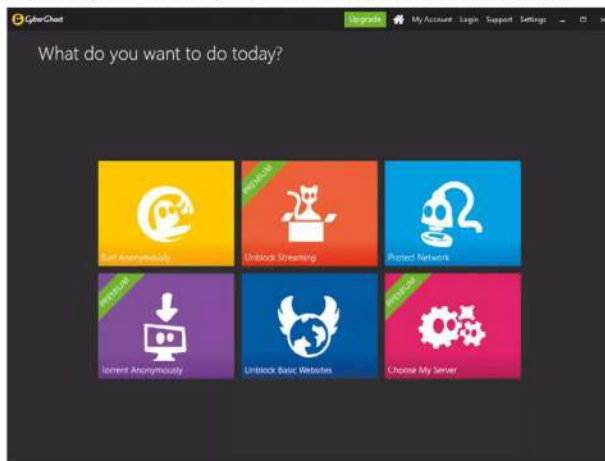 CyberGhost
Upgrade My Account Login Support Settings
What do you want to do today?
PREMIUM
Surf Anonymously Unblock Streaming Protect Network
PREMIUM PREMIUM
Torrent Anonymously Unblock Basic Websites Choose My Server